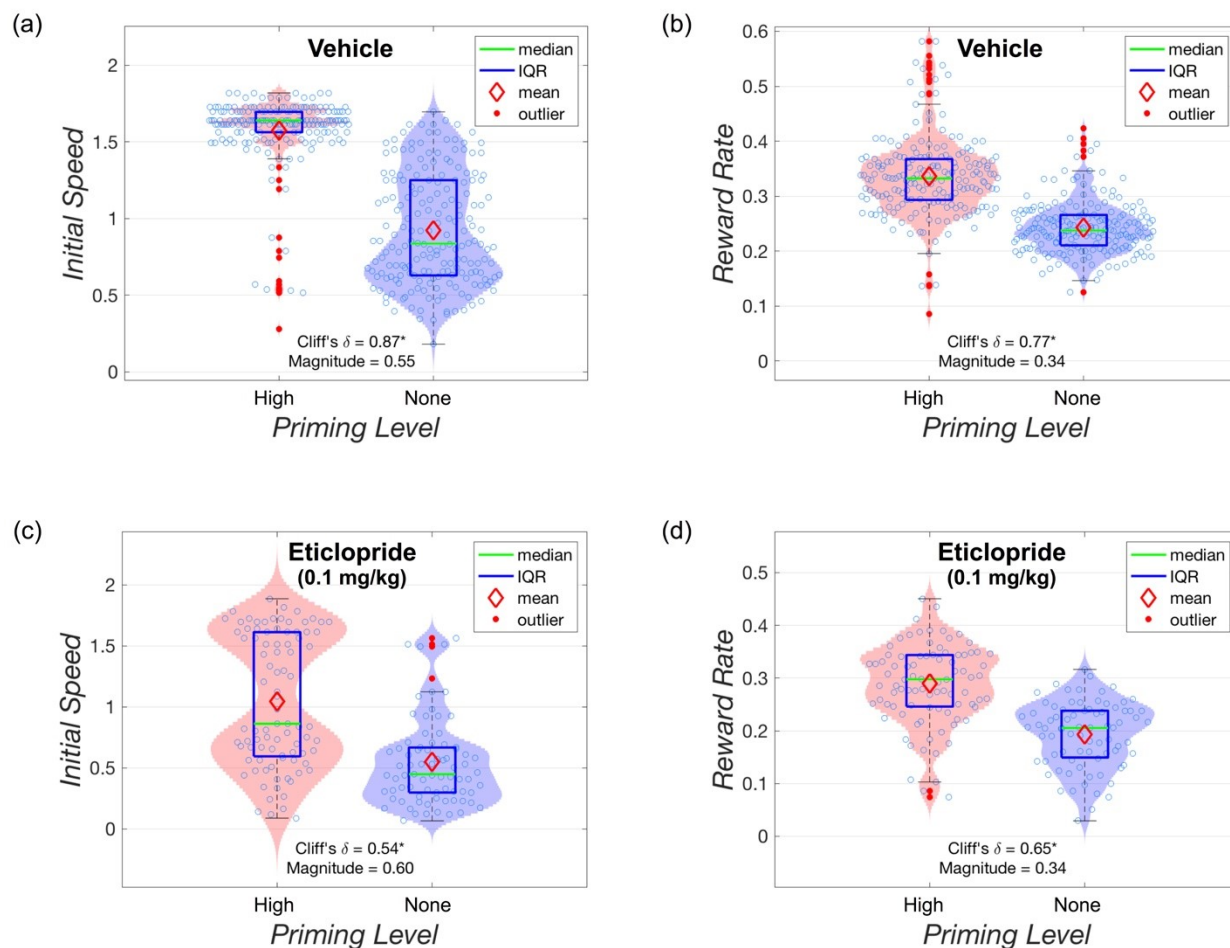 (a)
Vehicle
median
IQR
mean
outlier
2
1.5
1
0.5
0
Initial Speed
Cliff's δ = 0.87*
Magnitude = 0.55
High
None
Priming Level
(b)
Vehicle
median
IQR
mean
outlier
0.6
0.5
0.4
0.3
0.2
0.1
0
Reward Rate
Cliff's δ = 0.77*
Magnitude = 0.34
High
None
Priming Level
(c)
Eticlopride
(0.1 mg/kg)
median
IQR
mean
outlier
2
1.5
1
0.5
0
Initial Speed
Cliff's δ = 0.54*
Magnitude = 0.60
High
None
Priming Level
(d)
Eticlopride
(0.1 mg/kg)
median
IQR
mean
outlier
0.5
0.4
0.3
0.2
0.1
0
Reward Rate
Cliff's δ = 0.65*
Magnitude = 0.34
High
None
Priming Level